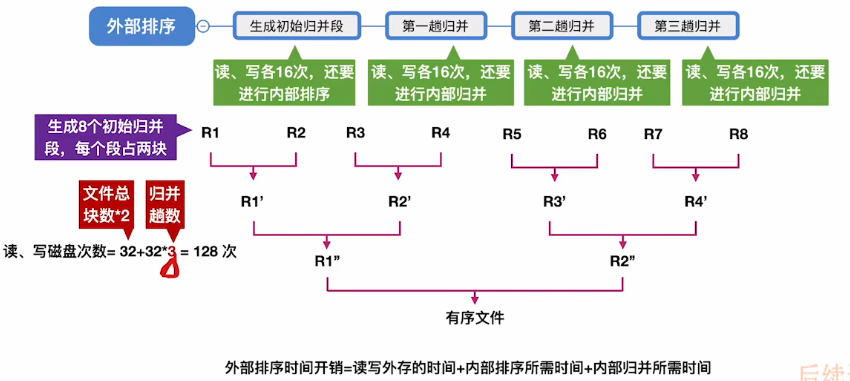 外部排序
生成初始归并段
第一趟归并
第二趟归并
第三趟归并
读、写各16次，还要
进行内部排序
读、写各16次，还要
进行内部归并
读、写各16次，还要
进行内部归并
读、写各16次，还要
进行内部归并
生成8个初始归并
段，每个段占两块
R1 R2 R3 R4 R5 R6 R7 R8
文件总
块数*2
归并
趟数
R1’ R2’ R3’ R4’
读、写磁盘次数= 32+32*3 = 128 次
R1” R2”
有序文件
外部排序时间开销=读写外存的时间+内部排序所需时间+内部归并所需时间
后续